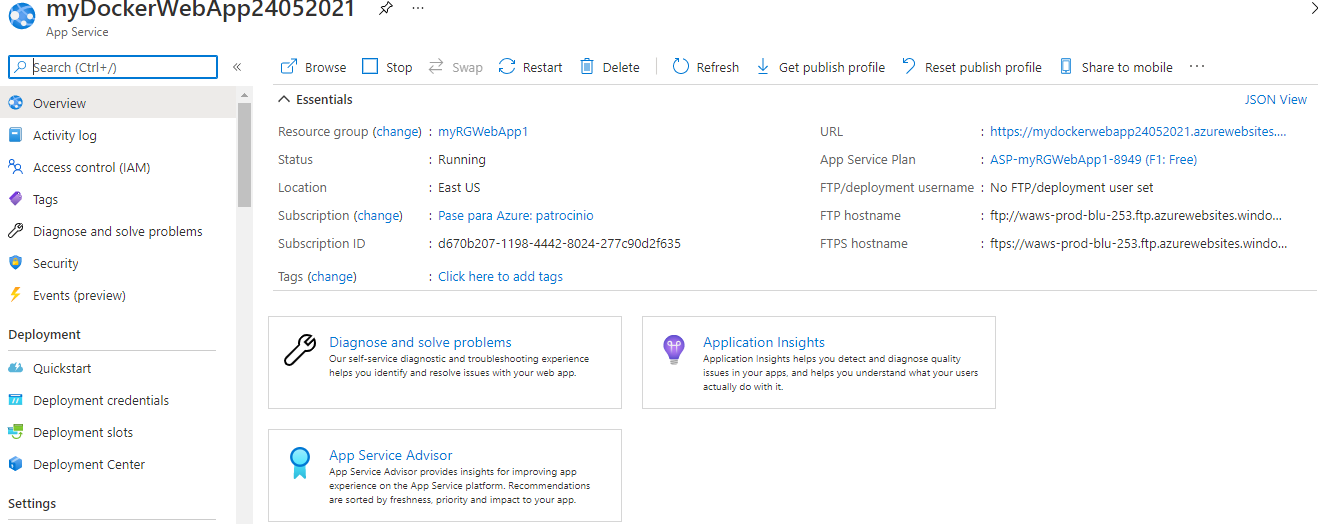 myDockerWebApp24052021
App Service
Search (Ctrl+/)
Overview
Activity log
Access control (IAM)
Tags
Diagnose and solve problems
Security
Events (preview)
Deployment
Quickstart
Deployment credentials
Deployment slots
Deployment Center
Settings
Browse Stop Swap Restart Delete Refresh Get publish profile Reset publish profile Share to mobile
Essentials JSON View
Resource group (change) : myRGWebApp1
Status : Running
Location : East US
Subscription (change) : Pase para Azure: patrocinio
Subscription ID : d670b207-1198-4442-8024-277c90d2f635
Tags (change) : Click here to add tags
URL : https://mydockerwebapp24052021.azurewebsites....
App Service Plan : ASP-myRGWebApp1-8949 (F1: Free)
FTP/deployment username : No FTP/deployment user set
FTP hostname : ftp://waws-prod-blu-253.ftp.azurewebsites.windo...
FTPS hostname : ftps://waws-prod-blu-253.ftp.azurewebsites.windo...
Diagnose and solve problems
Our self-service diagnostic and troubleshooting experience
helps you identify and resolve issues with your web app.
Application Insights
Application Insights helps you detect and diagnose quality
issues in your apps, and helps you understand what your users
actually do with it.
App Service Advisor
App Service Advisor provides insights for improving app
experience on the App Service platform. Recommendations
are sorted by freshness, priority and impact to your app.